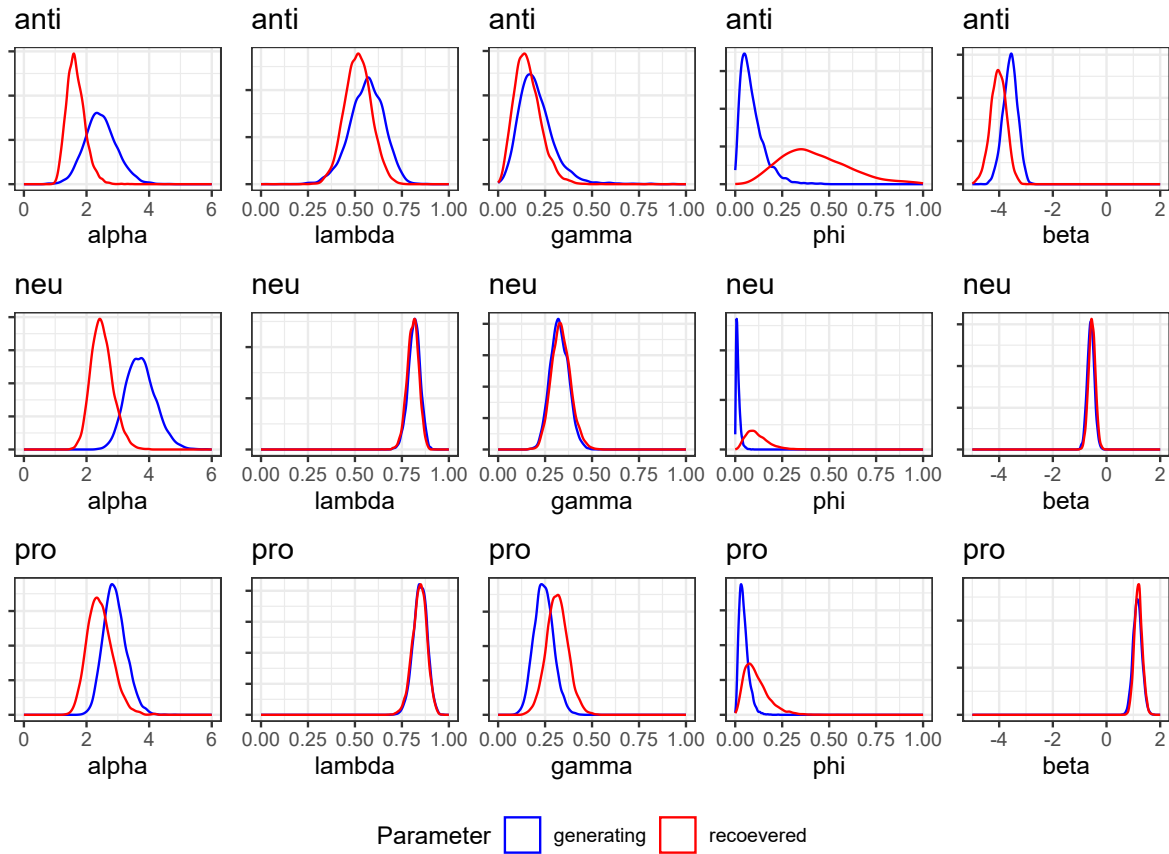 anti anti anti anti anti
0 2 4 6 0.00 0.25 0.50 0.75 1.00 0.00 0.25 0.50 0.75 1.00 0.00 0.25 0.50 0.75 1.00 -4 -2 0 2
alpha lambda gamma phi beta
neu neu neu neu neu
0 2 4 6 0.00 0.25 0.50 0.75 1.00 0.00 0.25 0.50 0.75 1.00 0.00 0.25 0.50 0.75 1.00 -4 -2 0 2
alpha lambda gamma phi beta
pro pro pro pro pro
0 2 4 6 0.00 0.25 0.50 0.75 1.00 0.00 0.25 0.50 0.75 1.00 0.00 0.25 0.50 0.75 1.00 -4 -2 0 2
alpha lambda gamma phi beta
Parameter generating recoevered